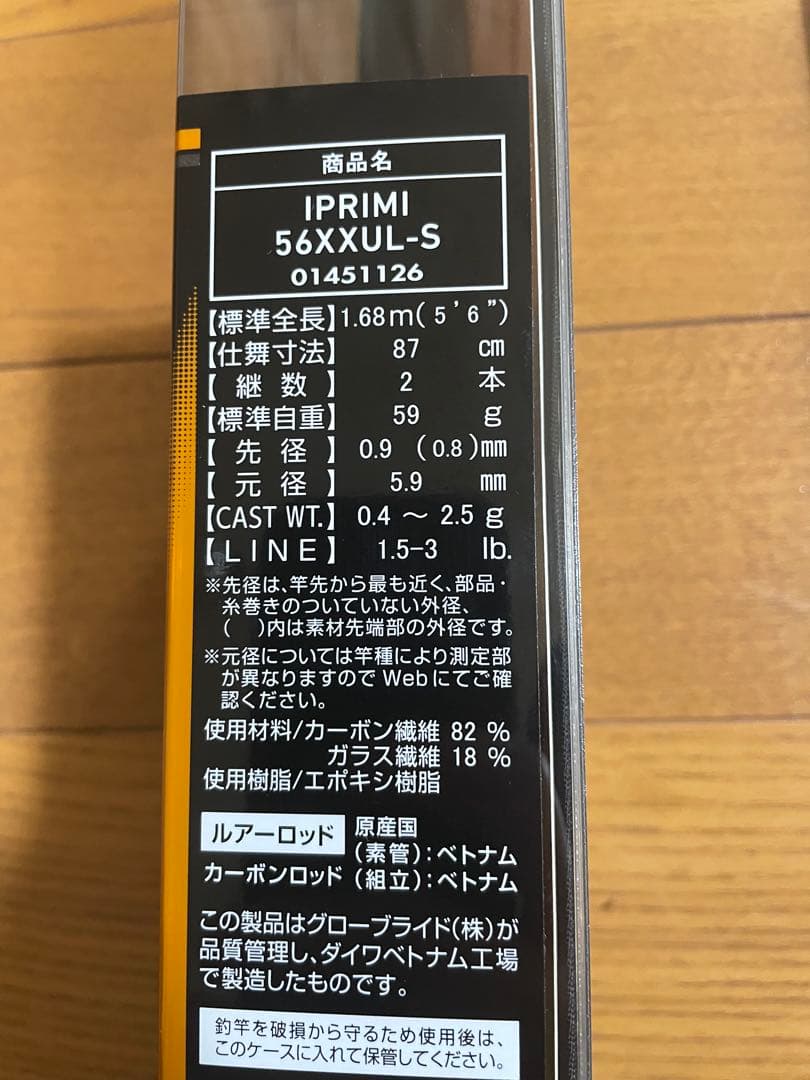 商品名
IPRIMI
56XXUL-S
01451126
【標準全長】1.68m(5'6")
【仕舞寸法】 87 cm
【継数】 2 本
【標準自重】 59 g
【先径】 0.9 (0.8)mm
【元径】 5.9 mm
【CAST WT.】 0.4 ～ 2.5 g
【LINE】 1.5-3 lb.
※先径は、竿先から最も近く、部品・
糸巻きのついていない外径、
( )内は素材先端部の外径です。
※元径については竿種により測定部
が異なりますのでWebにてご確
認ください。
使用材料/カーボン繊維 82 %
ガラス繊維 18 %
使用樹脂/エポキシ樹脂
ルアーロッド 原産国
(素管):ベトナム
カーボンロッド (組立):ベトナム
この製品はグローブライド(株)が
品質管理し、ダイワベトナム工場
で製造したものです。
釣竿を破損から守るため使用後は、
このケースに入れて保管してください。